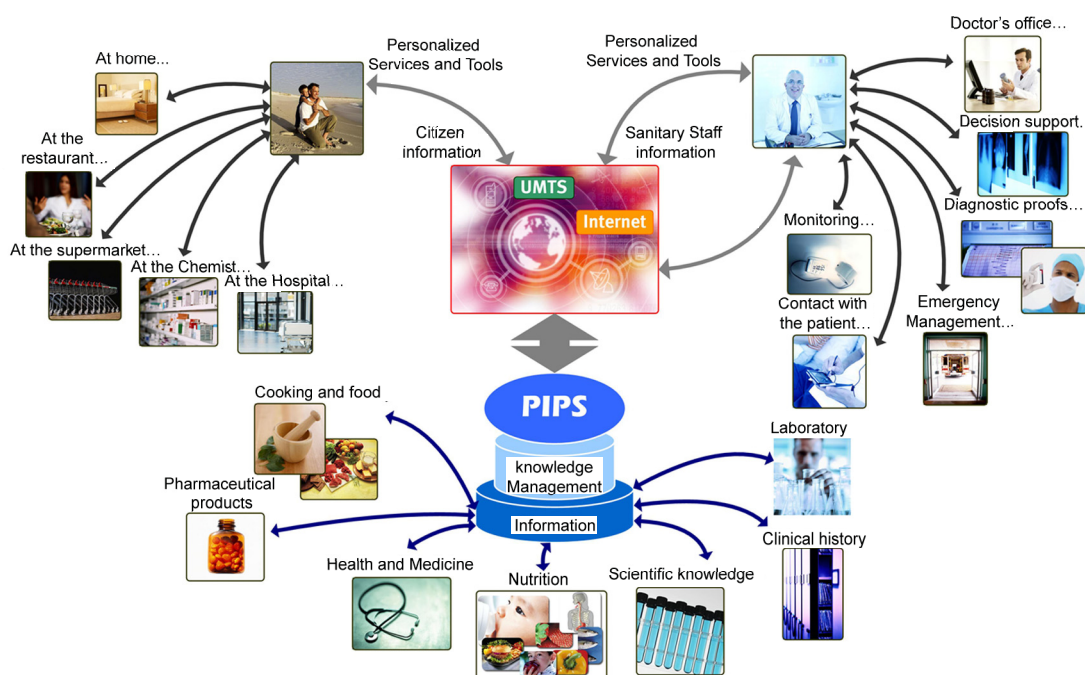 Personalized
Services and Tools
At home...
At the
restaurant...
At the supermarket...
At the Chemist...
At the Hospital...
Citizen
information
Personalized
Services and Tools
Sanitary Staff
information
UMTS
Internet
Doctor's office...
Decision support..
Diagnostic proofs...
Monitoring...
Contact with
the patient...
Emergency
Management...
PIPS
knowledge
Management
Information
Cooking and food
Pharmaceutical
products
Health and Medicine
Nutrition
Scientific knowledge
Laboratory
Clinical history